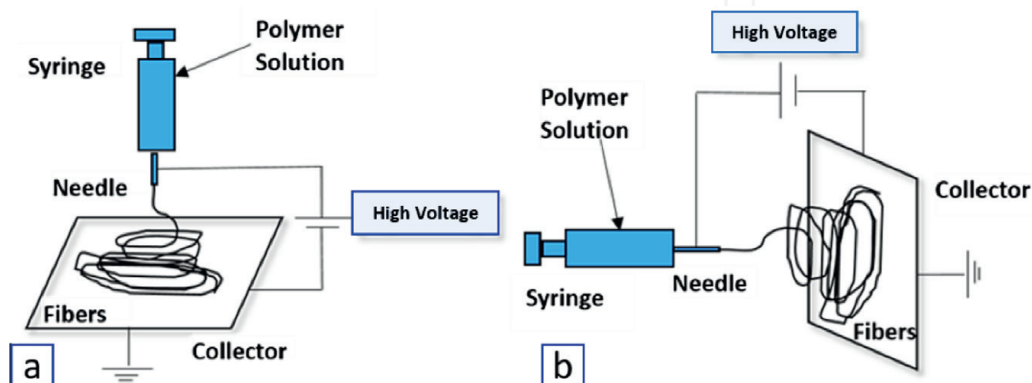 Syringe
Polymer
Solution
Needle
High Voltage
Fibers
Collector
a
High Voltage
Polymer
Solution
Collector
Syringe
Needle
Fibers
b